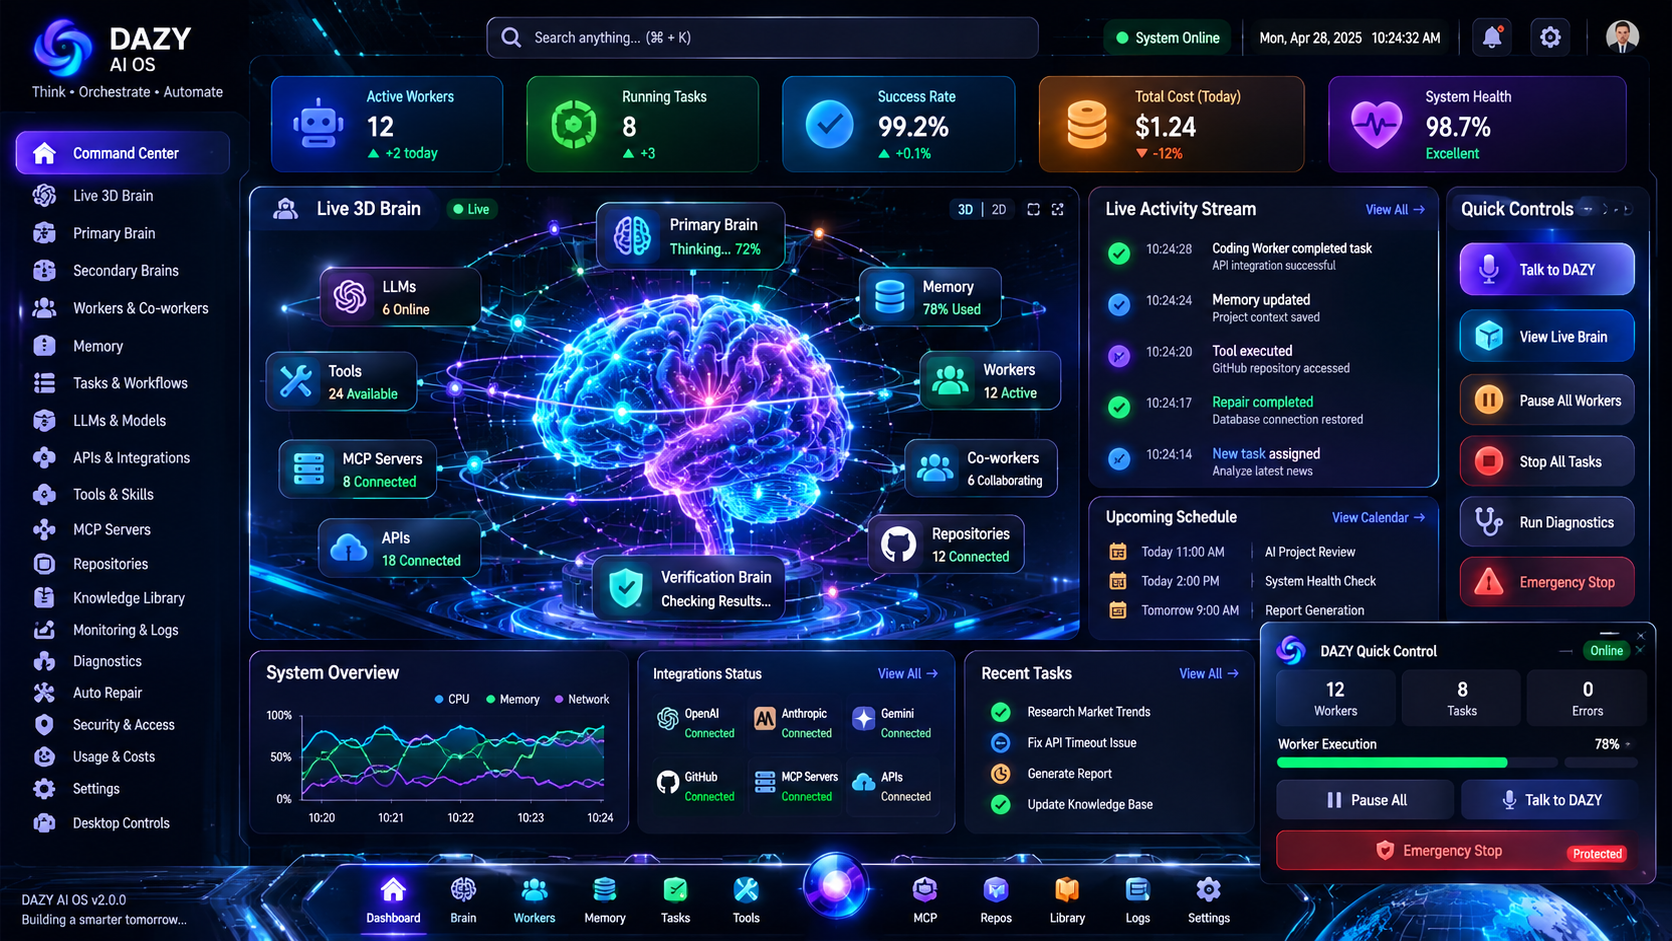 DAZY
AI OS
Think • Orchestrate • Automate
Search anything... (⌘ + K)
System Online
Mon, Apr 28, 2025 10:24:32 AM
Command Center
Live 3D Brain
Primary Brain
Secondary Brains
Workers & Co-workers
Memory
Tasks & Workflows
LLMs & Models
APIs & Integrations
Tools & Skills
MCP Servers
Repositories
Knowledge Library
Monitoring & Logs
Diagnostics
Auto Repair
Security & Access
Usage & Costs
Settings
Desktop Controls
DAZY AI OS v2.0.0
Building a smarter tomorrow...
Active Workers
12
▲ +2 today
Running Tasks
8
▲ +3
Success Rate
99.2%
▲ +0.1%
Total Cost (Today)
$1.24
▼ -12%
System Health
98.7%
Excellent
Live 3D Brain
Live
3D | 2D
Primary Brain
Thinking... 72%
LLMs
6 Online
Memory
78% Used
Tools
24 Available
Workers
12 Active
MCP Servers
8 Connected
Co-workers
6 Collaborating
APIs
18 Connected
Repositories
12 Connected
Verification Brain
Checking Results...
Live Activity Stream
View All →
10:24:28 Coding Worker completed task
API integration successful
10:24:24 Memory updated
Project context saved
10:24:20 Tool executed
GitHub repository accessed
10:24:17 Repair completed
Database connection restored
10:24:14 New task assigned
Analyze latest news
Quick Controls
Talk to DAZY
View Live Brain
Pause All Workers
Stop All Tasks
Run Diagnostics
Emergency Stop
Upcoming Schedule
View Calendar →
Today 11:00 AM | AI Project Review
Today 2:00 PM | System Health Check
Tomorrow 9:00 AM | Report Generation
System Overview
CPU Memory Network
100%
50%
0%
10:20 10:21 10:22 10:23 10:24
Integrations Status
View All →
OpenAI
Connected
Anthropic
Connected
Gemini
Connected
GitHub
Connected
MCP Servers
Connected
APIs
Connected
Recent Tasks
View All →
Research Market Trends
Fix API Timeout Issue
Generate Report
Update Knowledge Base
DAZY Quick Control
Online
12
Workers
8
Tasks
0
Errors
Worker Execution
78%
Pause All
Talk to DAZY
Emergency Stop
Protected
Dashboard
Brain
Workers
Memory
Tasks
Tools
MCP
Repos
Library
Logs
Settings